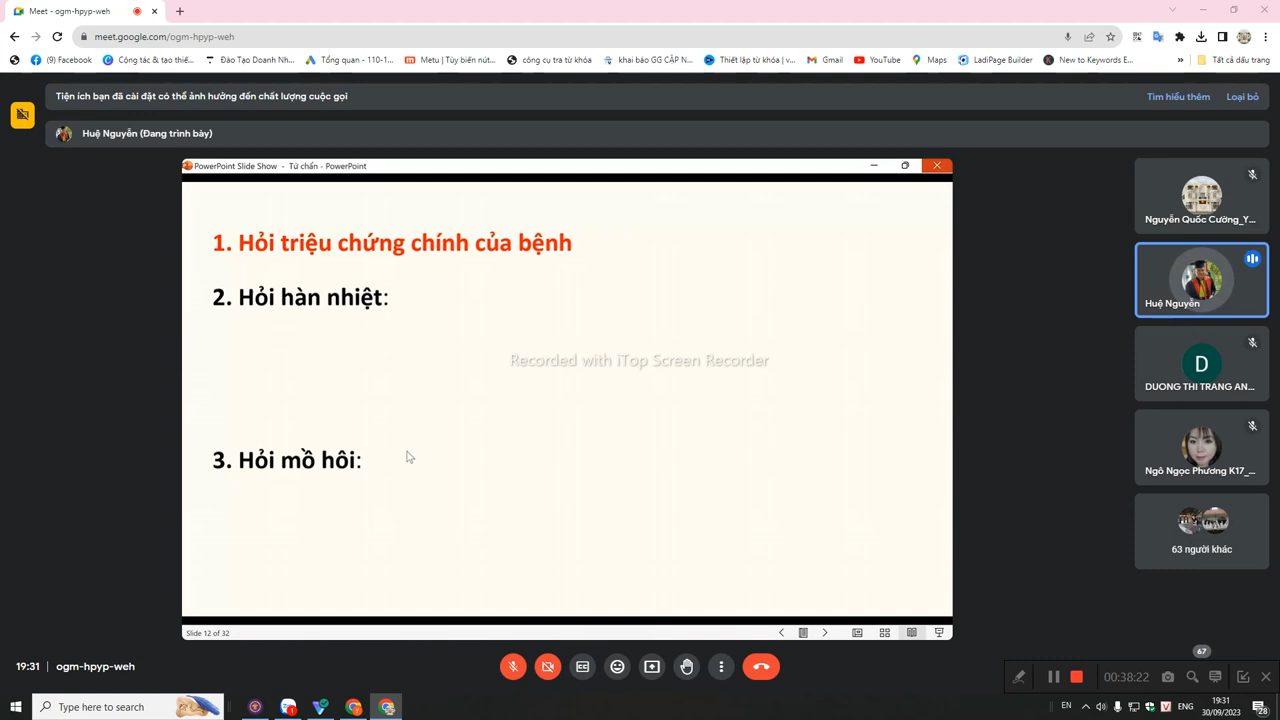 Meet - ogm-hpyp-weh
meet.google.com/ogm-hpyp-weh
(9) Facebook
Công tác & tạo thiế...
Đào Tạo Doanh Nh...
Tổng quan - 110-1...
Metu | Tùy biến nút...
công cụ tra từ khóa
khai báo GG CẬP N...
Thiết lập từ khóa | v...
Gmail
YouTube
Maps
LadiPage Builder
New to Keywords E...
»
Tất cả dấu trang
Tiện ích bạn đã cài đặt có thể ảnh hưởng đến chất lượng cuộc gọi
Tìm hiểu thêm
Loại bỏ
Huệ Nguyễn (Đang trình bày)
PowerPoint Slide Show - Tứ chẩn - PowerPoint
1. Hỏi triệu chứng chính của bệnh
2. Hỏi hàn nhiệt:
Recorded with iTop Screen Recorder
3. Hỏi mồ hôi:
Slide 12 of 32
Nguyễn Quốc Cường_Y...
Huệ Nguyễn
D
DUONG THI TRANG AN...
Ngô Ngọc Phương K17_...
63 người khác
67
19:31
ogm-hpyp-weh
00:38:22
Type here to search
EN
V
ENG
19:31
30/09/2023
28